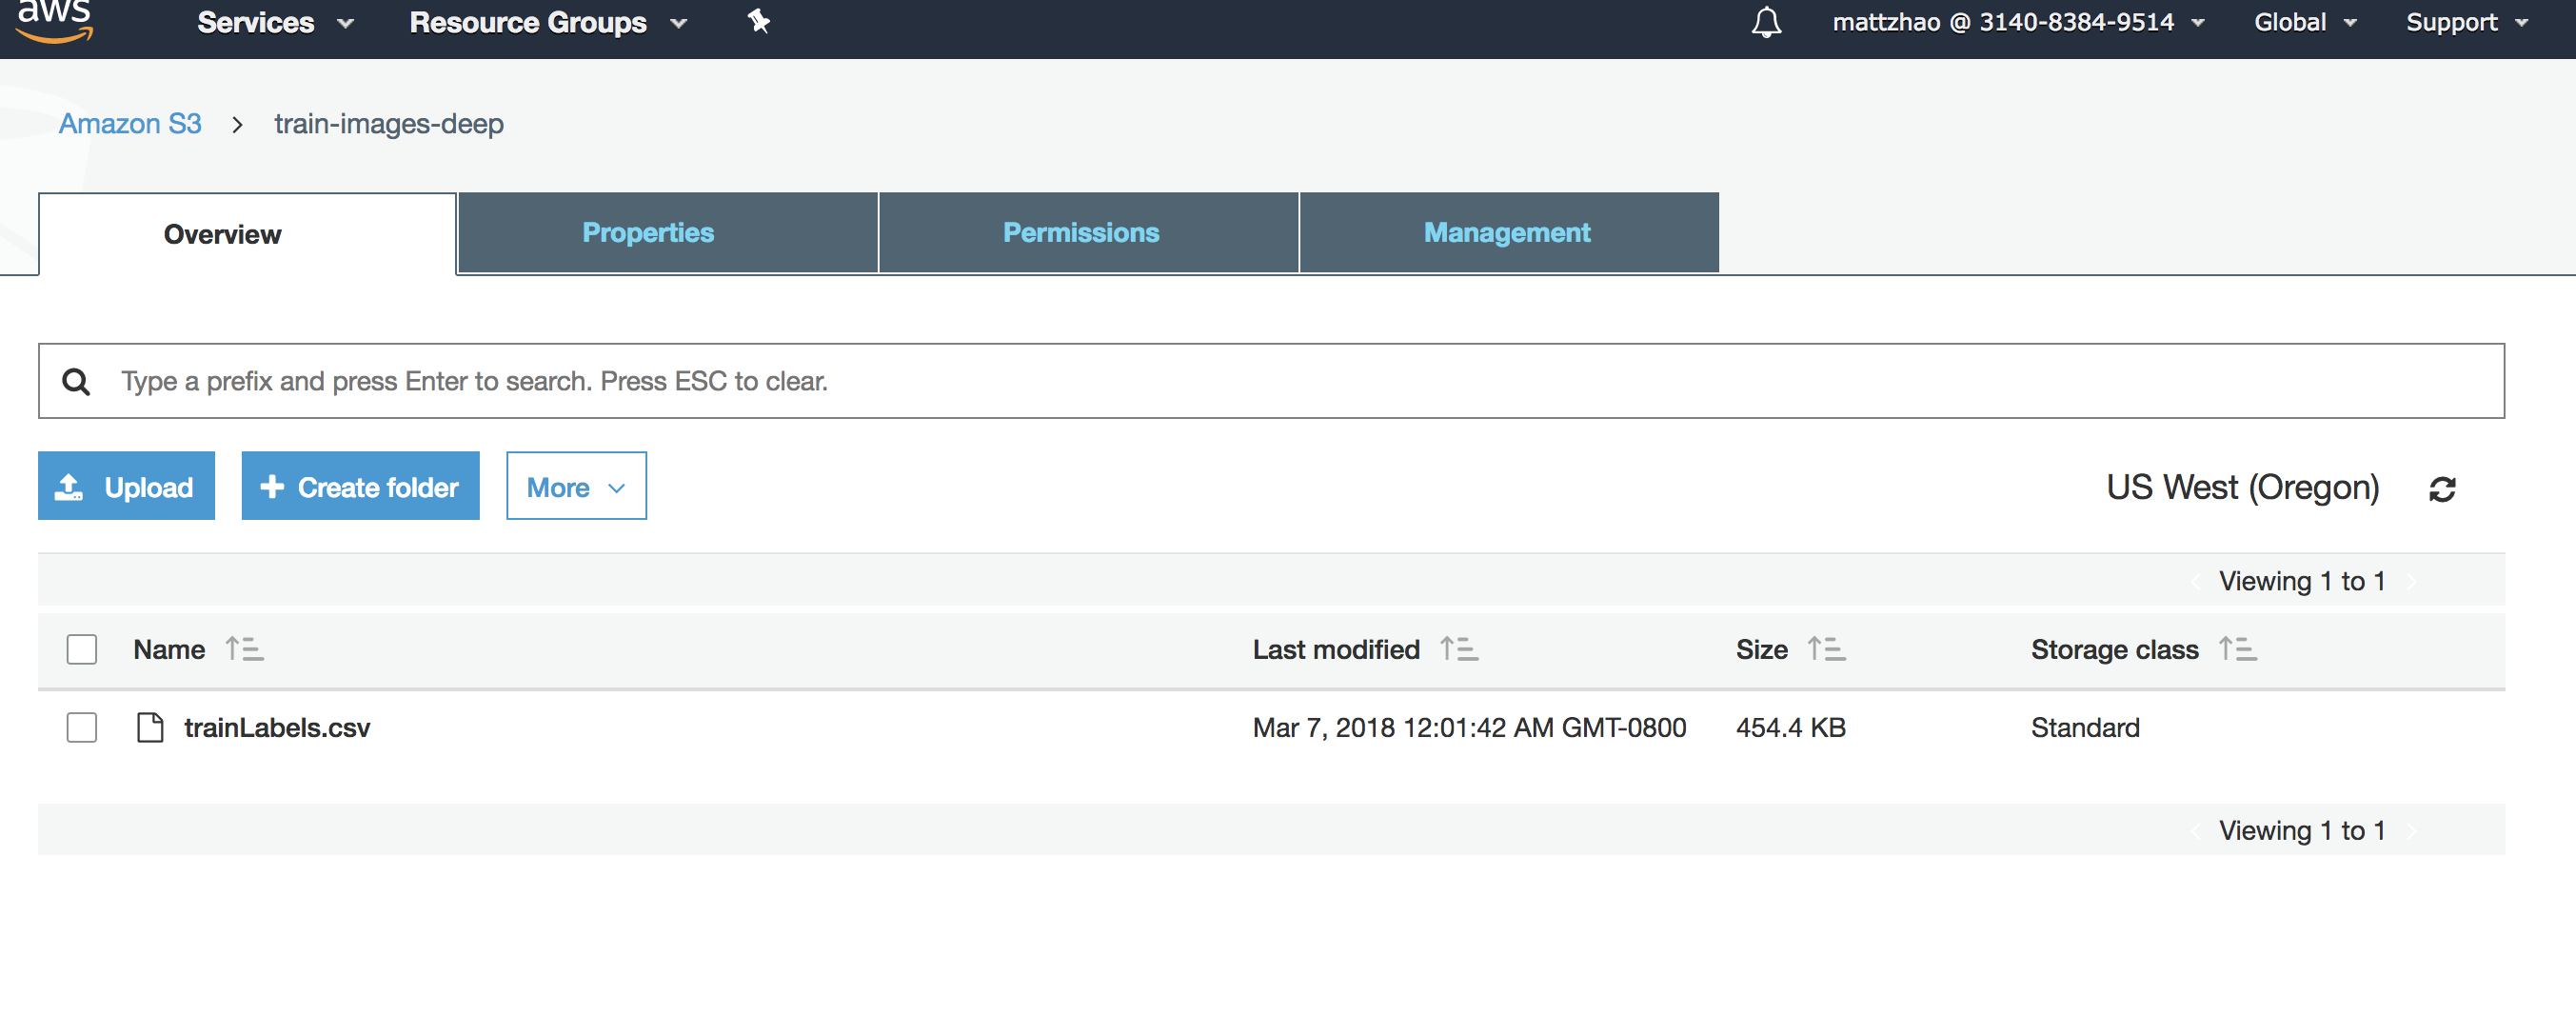 aws Services Resource Groups mattzhao @ 3140-8384-9514 Global Support
Amazon S3 > train-images-deep
Overview Properties Permissions Management
Type a prefix and press Enter to search. Press ESC to clear.
Upload + Create folder More US West (Oregon)
Viewing 1 to 1
Name Last modified Size Storage class
trainLabels.csv Mar 7, 2018 12:01:42 AM GMT-0800 454.4 KB Standard
Viewing 1 to 1